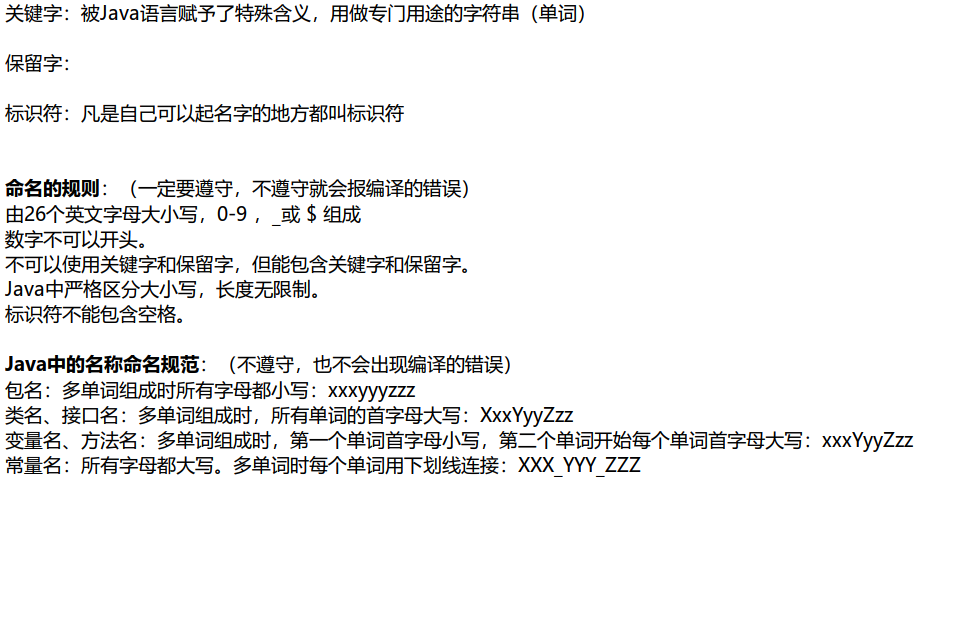 关键字：被Java语言赋予了特殊含义，用做专门用途的字符串（单词）
保留字：
标识符：凡是自己可以起名字的地方都叫标识符
命名的规则：（一定要遵守，不遵守就会报编译的错误）
由26个英文字母大小写，0-9 ，_或 $ 组成
数字不可以开头。
不可以使用关键字和保留字，但能包含关键字和保留字。
Java中严格区分大小写，长度无限制。
标识符不能包含空格。
Java中的名称命名规范：（不遵守，也不会出现编译的错误）
包名：多单词组成时所有字母都小写：xxxyyyzzz
类名、接口名：多单词组成时，所有单词的首字母大写：XxxYyyZzz
变量名、方法名：多单词组成时，第一个单词首字母小写，第二个单词开始每个单词首字母大写：xxxYyyZzz
常量名：所有字母都大写。多单词时每个单词用下划线连接：XXX_YYY_ZZZ